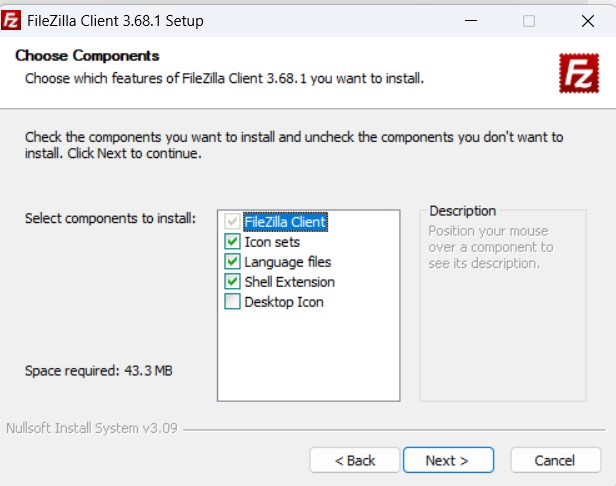 FileZilla Client 3.68.1 Setup
Choose Components
Choose which features of FileZilla Client 3.68.1 you want to install.
Fz
Check the components you want to install and uncheck the components you don't want to
install. Click Next to continue.
Select components to install:
FileZilla Client
Icon sets
Language files
Shell Extension
Desktop Icon
Description
Position your mouse
over a component to
see its description.
Space required: 43.3 MB
Nullsoft Install System v3.09
< Back
Next >
Cancel